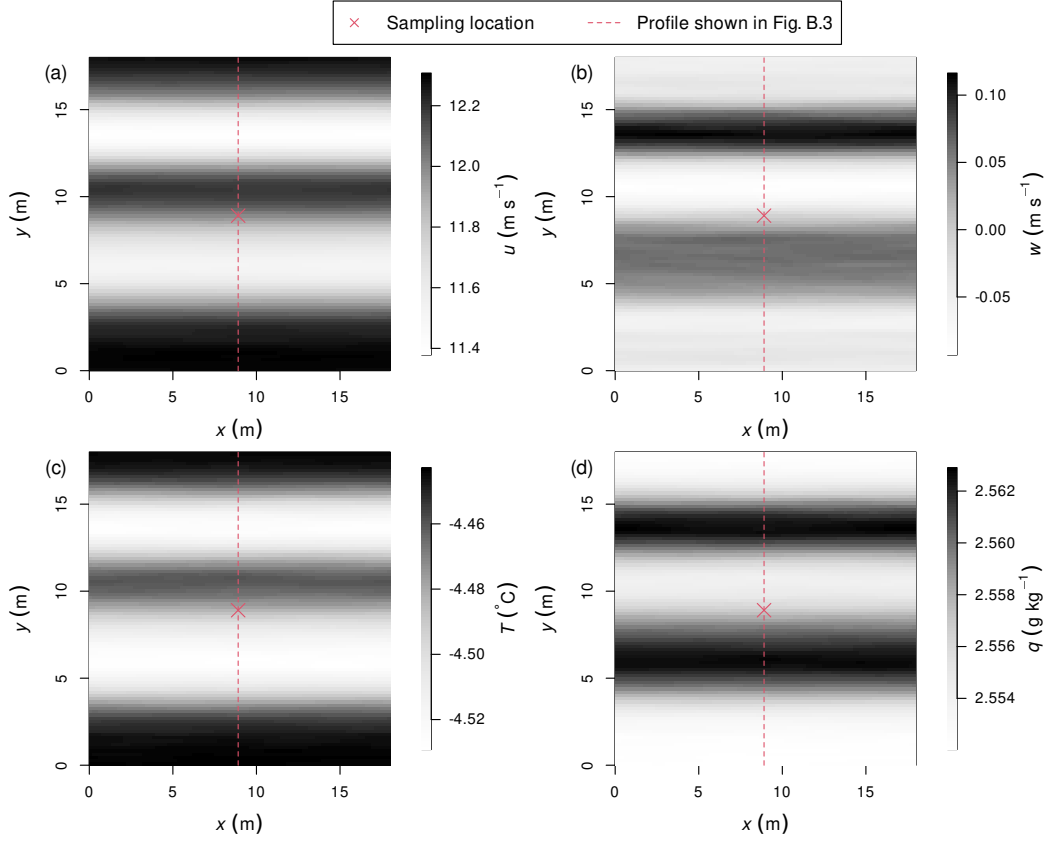 × Sampling location Profile shown in Fig. B.3
(a)
0 5 10 15
y (m)
0 5 10 15
x (m)
12.2
12.0
11.8
11.6
11.4
u (m s⁻¹)
(b)
0 5 10 15
y (m)
0 5 10 15
x (m)
0.10
0.05
0.00
-0.05
w (m s⁻¹)
(c)
0 5 10 15
y (m)
0 5 10 15
x (m)
-4.46
-4.48
-4.50
-4.52
T (°C)
(d)
0 5 10 15
y (m)
0 5 10 15
x (m)
2.562
2.560
2.558
2.556
2.554
q (g kg⁻¹)